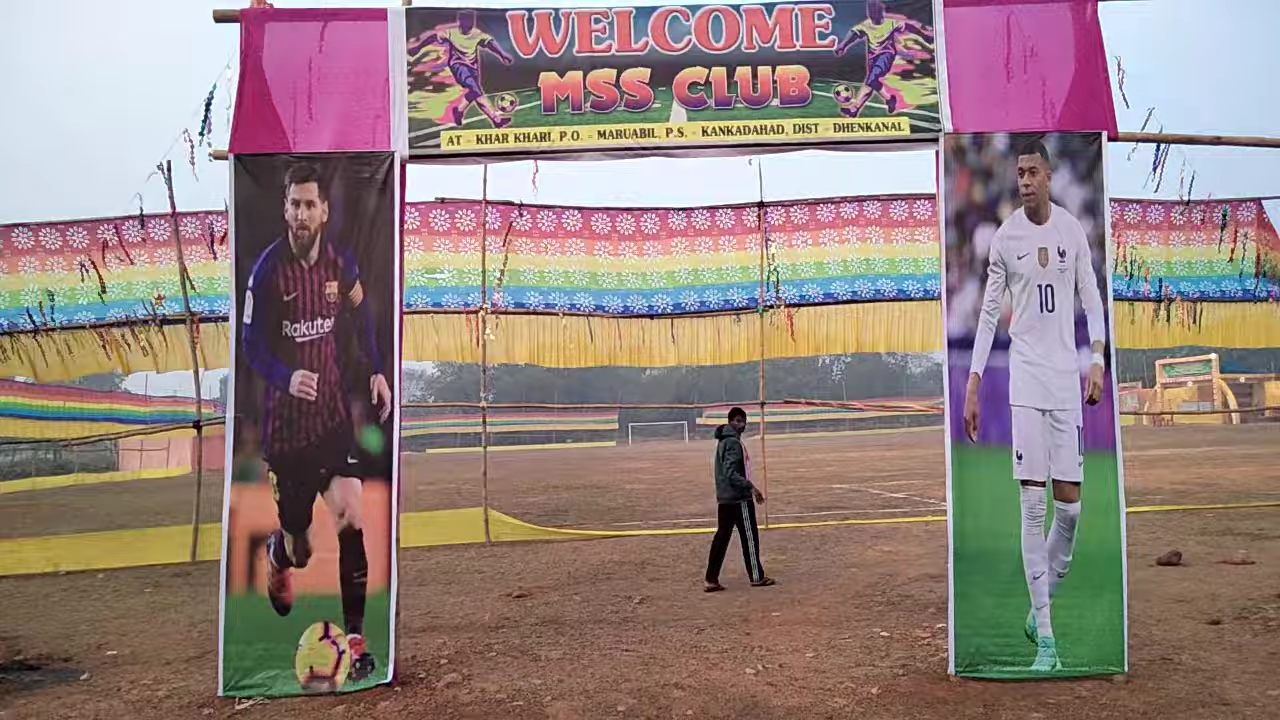 WELCOME
MSS CLUB
AT - KHAR KHARI, P.O. - MARUABIL, P.S. - KANKADAHAD, DIST - DHENKANAL
Rakuten
10